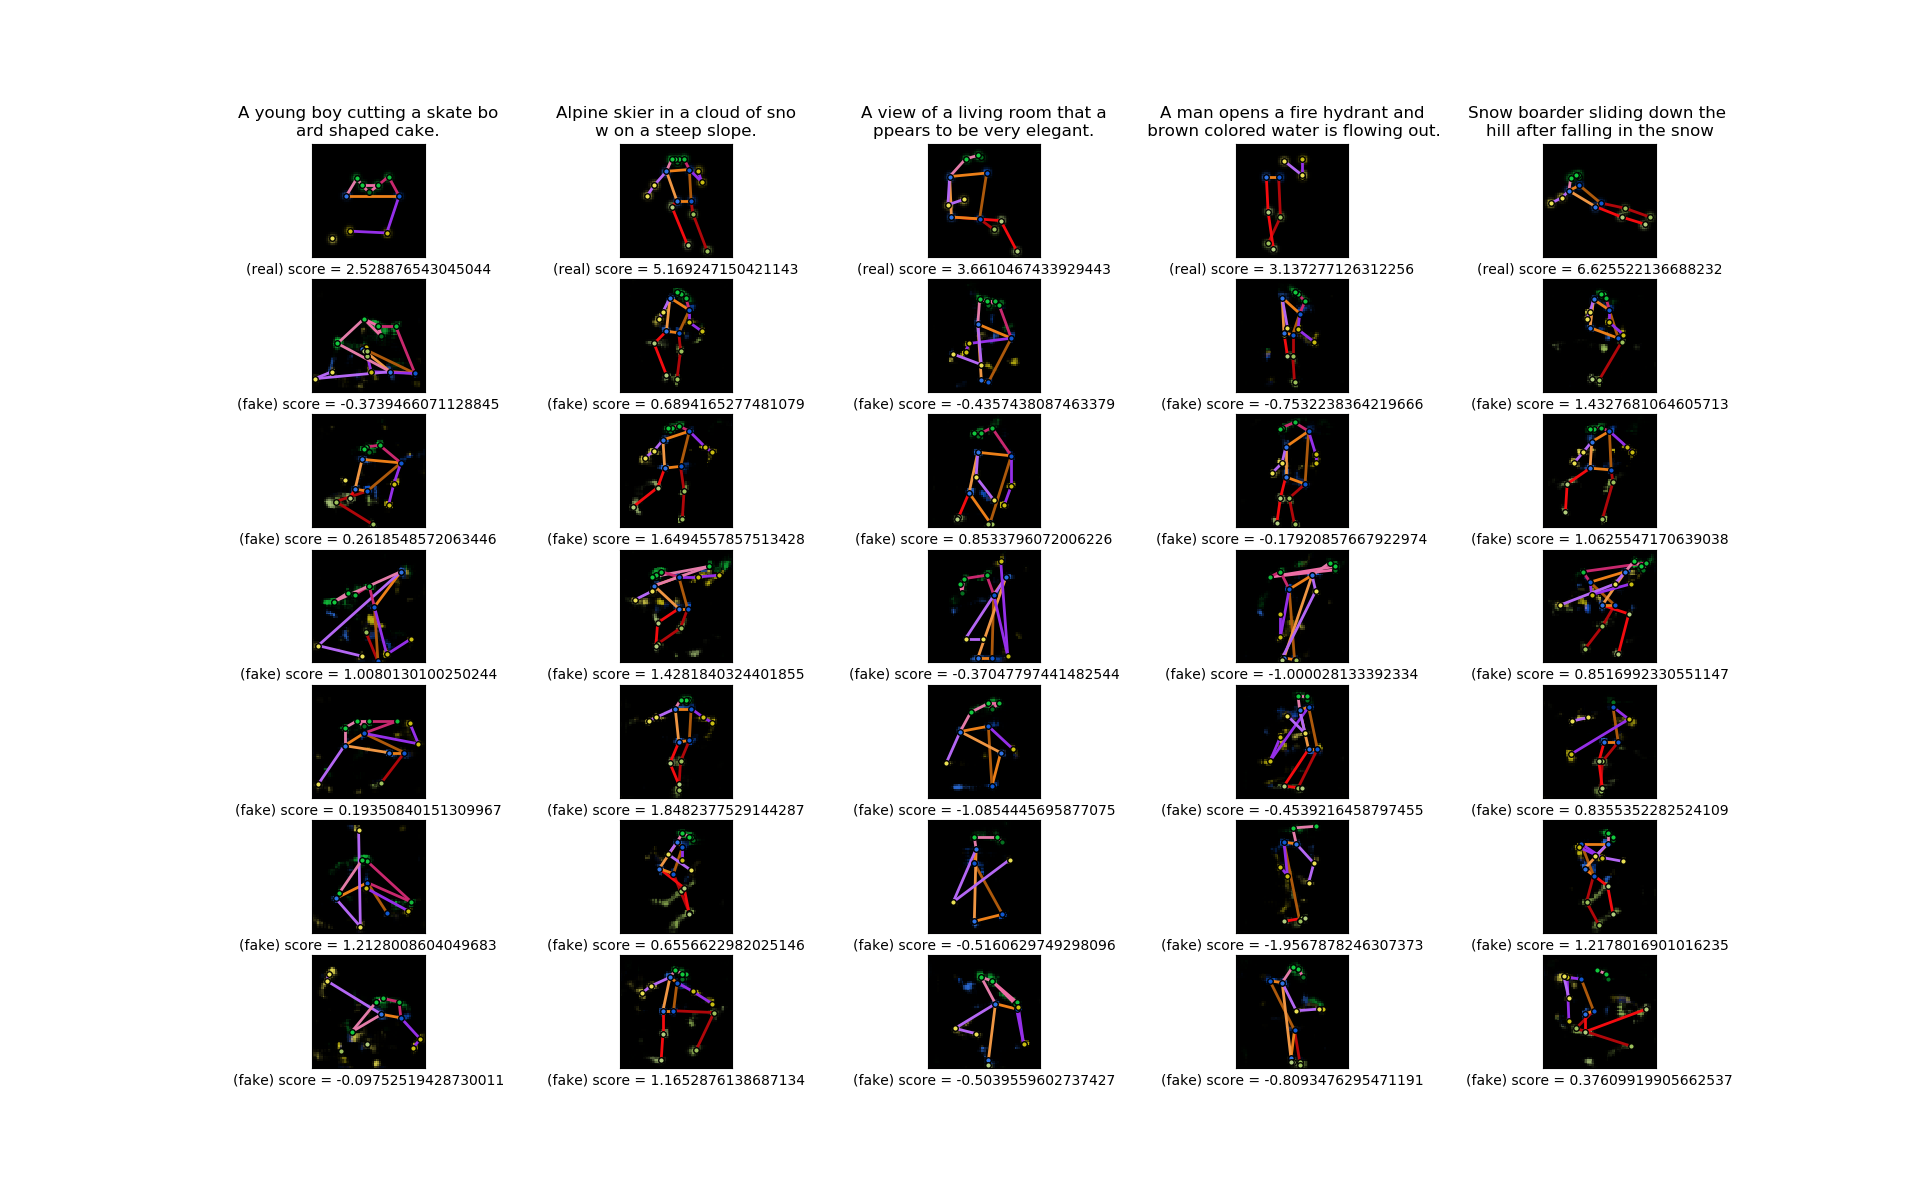 A young boy cutting a skate bo
ard shaped cake.
Alpine skier in a cloud of sno
w on a steep slope.
A view of a living room that a
ppears to be very elegant.
A man opens a fire hydrant and
brown colored water is flowing out.
Snow boarder sliding down the
hill after falling in the snow
(real) score = 2.528876543045044
(real) score = 5.169247150421143
(real) score = 3.6610467433929443
(real) score = 3.137277126312256
(real) score = 6.625522136688232
(fake) score = -0.3739466071128845
(fake) score = 0.6894165277481079
(fake) score = -0.4357438087463379
(fake) score = -0.7532238364219666
(fake) score = 1.4327681064605713
(fake) score = 0.2618548572063446
(fake) score = 1.6494557857513428
(fake) score = 0.8533796072006226
(fake) score = -0.17920857667922974
(fake) score = 1.0625547170639038
(fake) score = 1.0080130100250244
(fake) score = 1.4281840324401855
(fake) score = -0.37047797441482544
(fake) score = -1.000028133392334
(fake) score = 0.8516992330551147
(fake) score = 0.19350840151309967
(fake) score = 1.8482377529144287
(fake) score = -1.0854445695877075
(fake) score = -0.4539216458797455
(fake) score = 0.8355352282524109
(fake) score = 1.2128008604049683
(fake) score = 0.6556622982025146
(fake) score = -0.5160629749298096
(fake) score = -1.9567878246307373
(fake) score = 1.2178016901016235
(fake) score = -0.09752519428730011
(fake) score = 1.1652876138687134
(fake) score = -0.5039559602737427
(fake) score = -0.8093476295471191
(fake) score = 0.37609919905662537